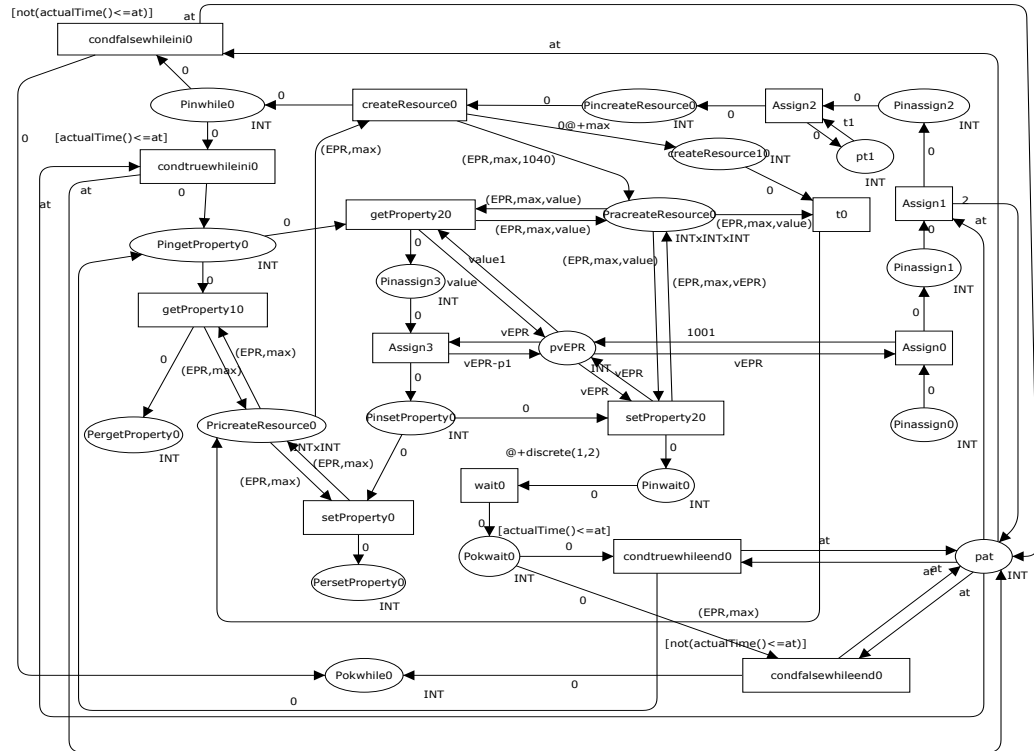 [not(actualTime()<=at)]
at
condfalsewhileini0
at
0
Pinwhile0
INT
0
createResource0
0
PincreateResource0
INT
0
Assign2
0
Pinassign2
INT
0
t1
0
pt1
INT
0@+max
createResource10
INT
0
0
[actualTime()<=at]
0
condtruewhileini0
at
at
0
(EPR,max)
(EPR,max,1040)
0
Assign1
2
at
PingetProperty0
INT
0
getProperty20
(EPR,max,value)
(EPR,max,value)
PracreateResource0
INTxINTxINT
(EPR,max,value)
t0
0
0
getProperty10
0
Pinassign3
INT
value1
value
(EPR,max,value)
(EPR,max,vEPR)
Pinassign1
INT
0
0
(EPR,max)
(EPR,max)
Assign3
vEPR
vEPR-p1
pvEPR
INT
1001
vEPR
Assign0
vEPR
vEPR
0
0
PergetProperty0
INT
PricreateResource0
INTxINT
PinsetProperty0
INT
0
setProperty20
Pinassign0
INT
(EPR,max)
(EPR,max)
0
@+discrete(1,2)
0
wait0
0
Pinwait0
INT
setProperty0
0
[actualTime()<=at]
0
Pokwait0
INT
0
condtruewhileend0
at
at
at
pat
INT
at
PersetProperty0
INT
0
(EPR,max)
[not(actualTime()<=at)]
Pokwhile0
INT
0
condfalsewhileend0
0